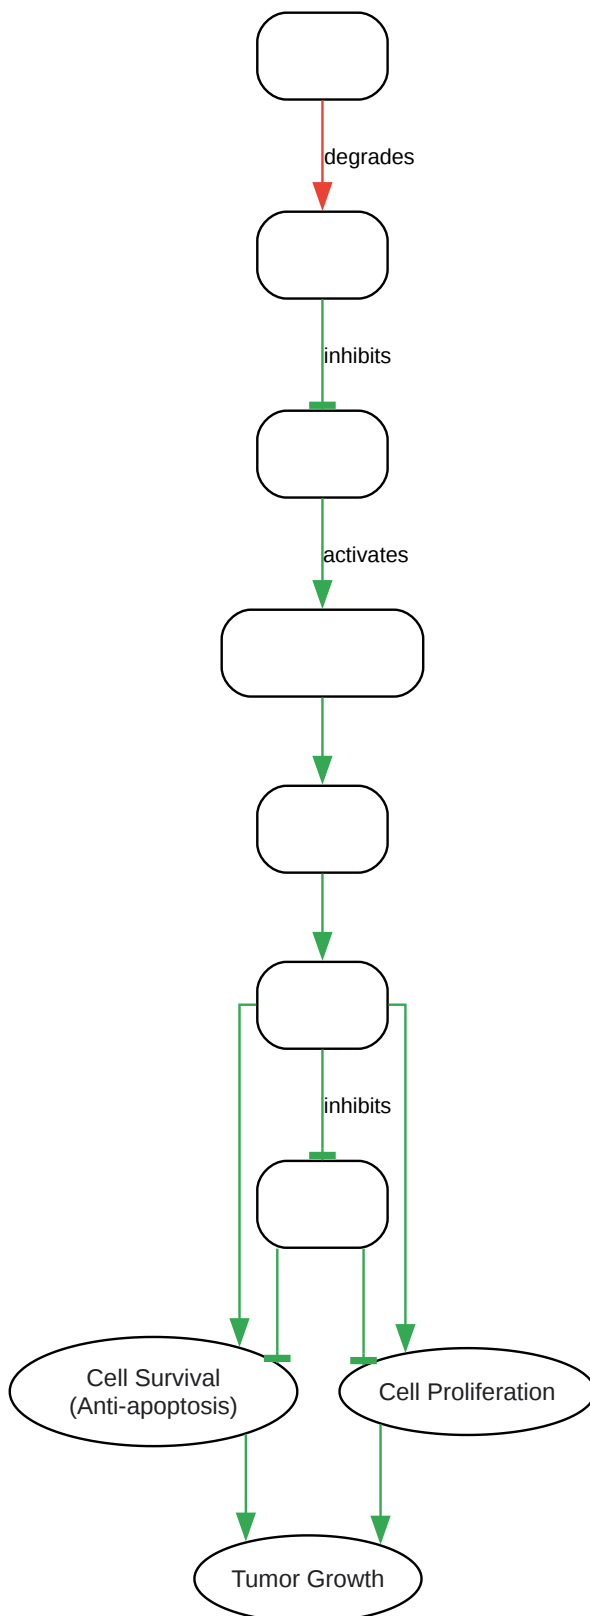 degrades
inhibits
activates
inhibits
Cell Survival
(Anti-apoptosis)
Cell Proliferation
Tumor Growth